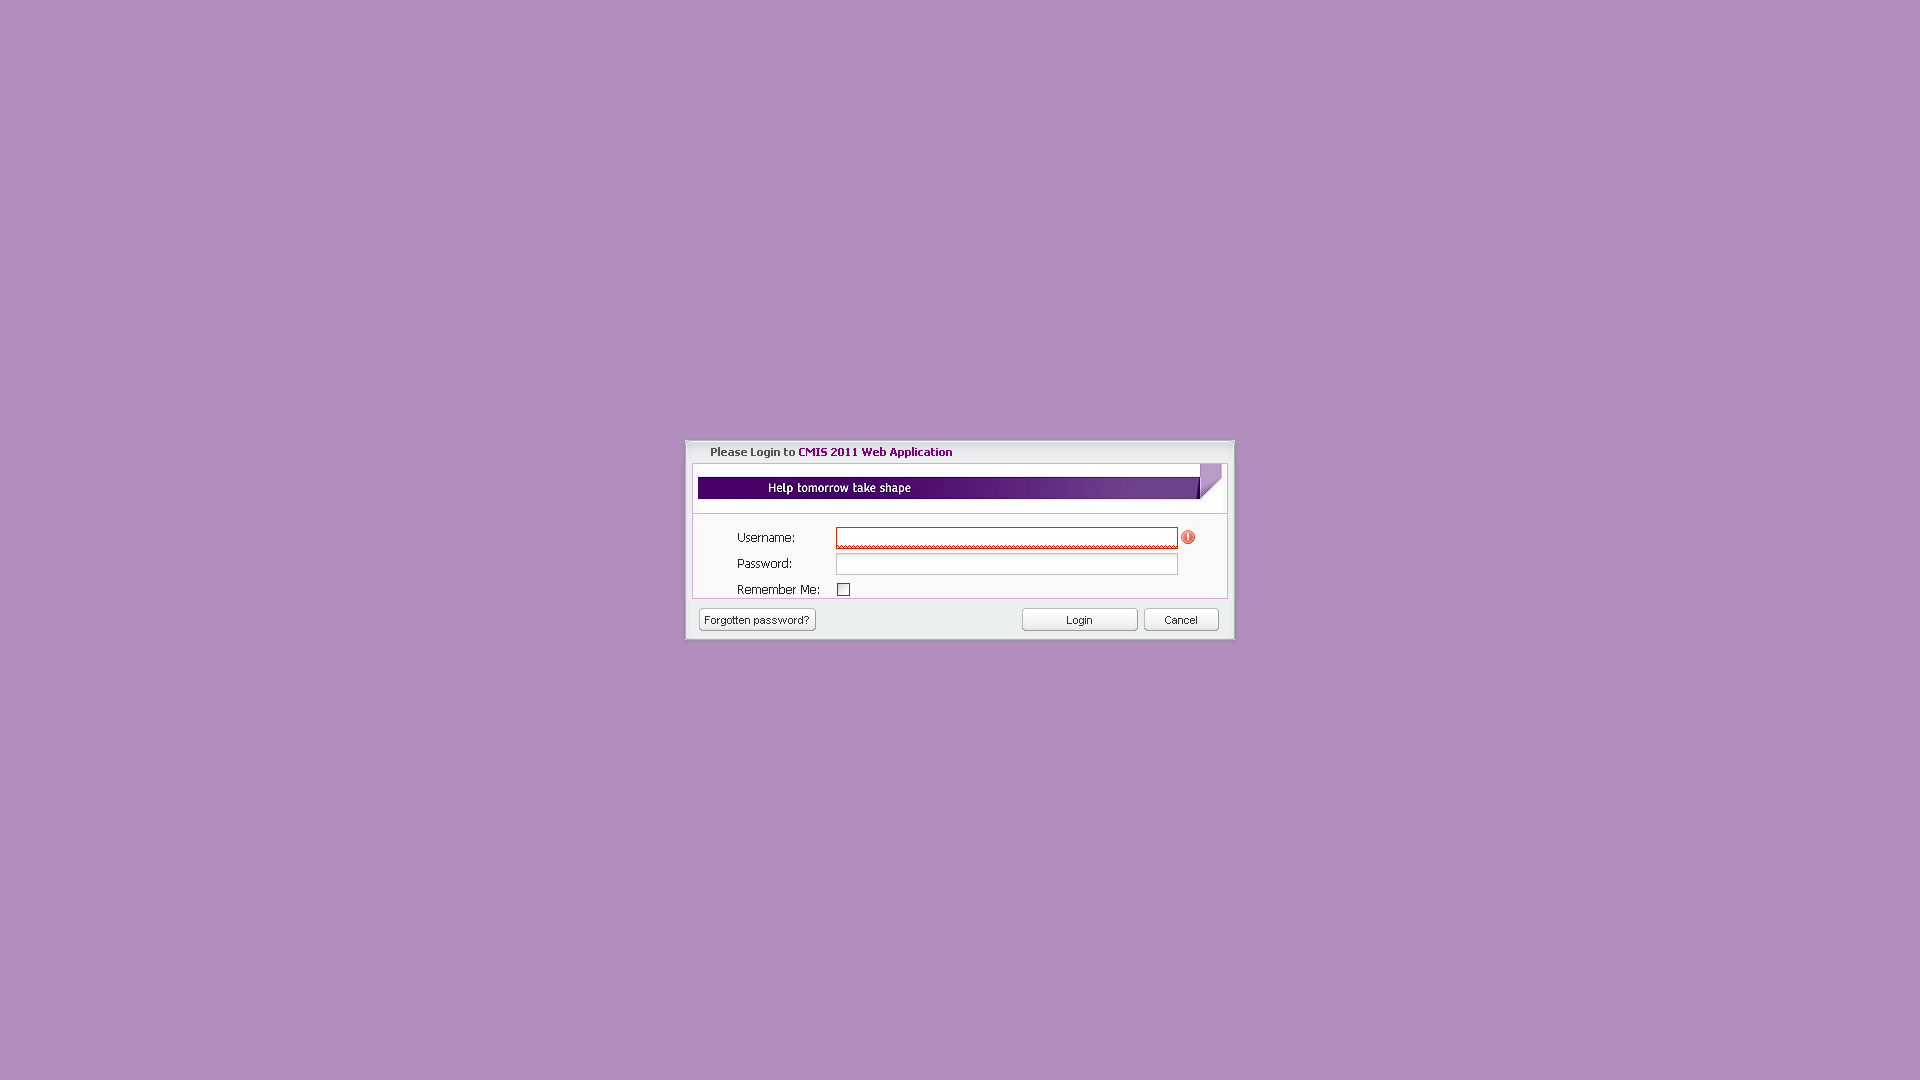 Please Login to CMIS 2011 Web Application
Help tomorrow take shape
Username:
Password:
Remember Me:
Forgotten password?
Login
Cancel